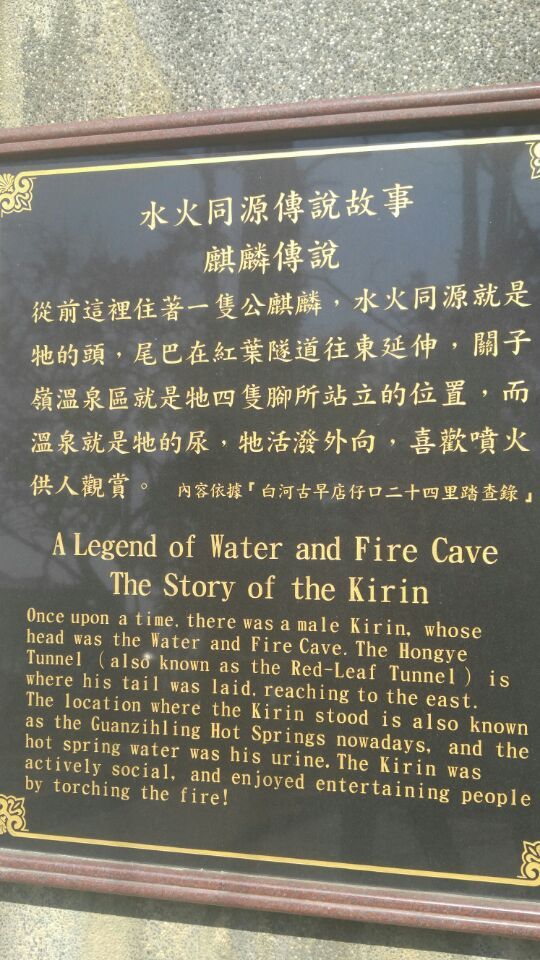 水火同源傳說故事
麒麟傳說
從前這裡住著一隻公麒麟，水火同源就是
牠的頭，尾巴在紅葉隧道往東延伸，關子
嶺溫泉區就是牠四隻腳所站立的位置，而
溫泉就是牠的尿，牠活潑外向，喜歡噴火
供人觀賞。 內容依據『白河古早店仔口二十四里踏查錄』
A Legend of Water and Fire Cave
The Story of the Kirin
Once upon a time, there was a male Kirin, whose
head was the Water and Fire Cave. The Hongye
Tunnel (also known as the Red-Leaf Tunnel) is
where his tail was laid, reaching to the east.
The location where the Kirin stood is also known
as the Guanzihling Hot Springs nowadays, and the
hot spring water was his urine. The Kirin was
actively social, and enjoyed entertaining people
by torching the fire!